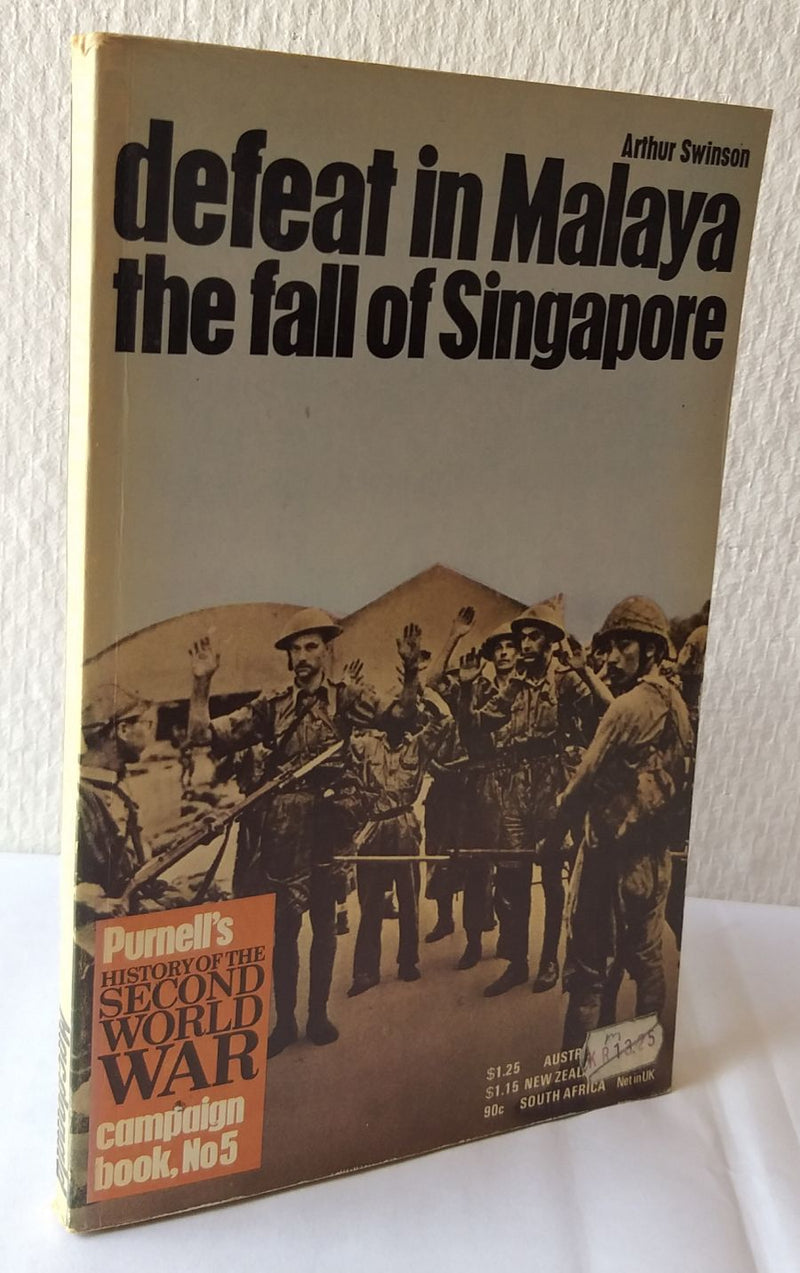 Arthur Swinson
defeat in Malaya
the fall of Singapore
Purnell's
HISTORY OF THE
SECOND
WORLD
WAR
campaign
book, No5
$1.25 AUSTR
$1.15 NEW ZEAL
90c SOUTH AFRICA Net in UK